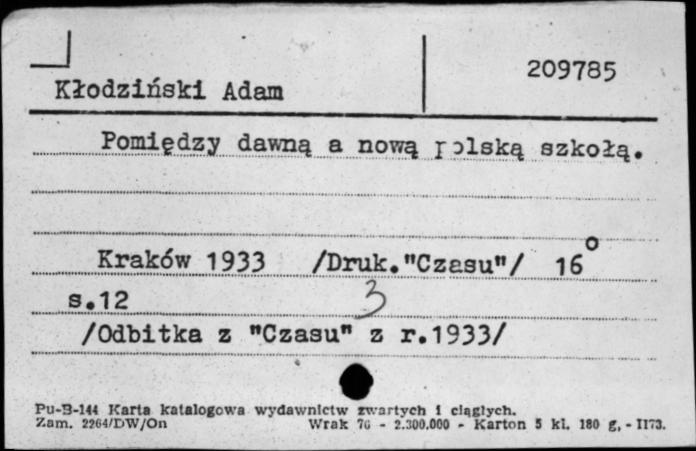 209785
Kłodziński Adam
Pomiędzy dawną a nową polską szkołą.
Kraków 1933 /Druk."Czasu"/ 16°
s.12 3
/Odbitka z "Czasu" z r.1933/
Pu-B-144 Karta katalogowa wydawnictw zwartych i ciągłych.
Zam. 2264/DW/On Wrak 76 - 2.300.000 - Karton 5 kl. 180 g, - II73.